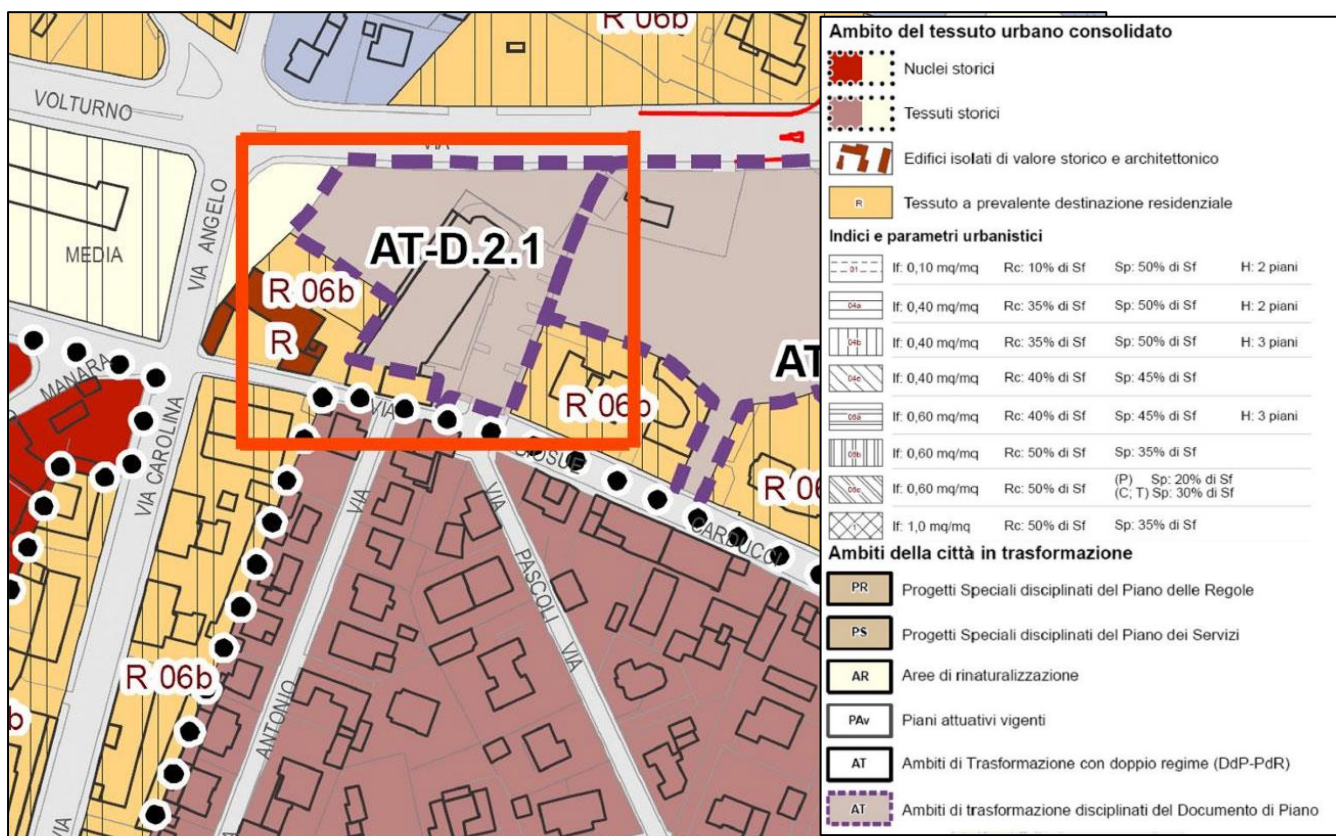 R 06b
VOLTURNO
VIA
MEDIA
VIA ANGELO
AT-D.2.1
R 06b
R
MANARA
VIA
GIOSUE
CARDUCCI
R 06b
AT
R 06
VIA CAROLINA
VIA
VIA
PASCOLI
VIA
R 06b
b
ANTONIO
VIA
Ambito del tessuto urbano consolidato
Nuclei storici
Tessuti storici
Edifici isolati di valore storico e architettonico
R Tessuto a prevalente destinazione residenziale
Indici e parametri urbanistici
01 If: 0,10 mq/mq Rc: 10% di Sf Sp: 50% di Sf H: 2 piani
04a If: 0,40 mq/mq Rc: 35% di Sf Sp: 50% di Sf H: 2 piani
04b If: 0,40 mq/mq Rc: 35% di Sf Sp: 50% di Sf H: 3 piani
04c If: 0,40 mq/mq Rc: 40% di Sf Sp: 45% di Sf
06a If: 0,60 mq/mq Rc: 40% di Sf Sp: 45% di Sf H: 3 piani
06b If: 0,60 mq/mq Rc: 50% di Sf Sp: 35% di Sf
06c If: 0,60 mq/mq Rc: 50% di Sf (P) Sp: 20% di Sf
(C; T) Sp: 30% di Sf
1 If: 1,0 mq/mq Rc: 50% di Sf Sp: 35% di Sf
Ambiti della città in trasformazione
PR Progetti Speciali disciplinati del Piano delle Regole
PS Progetti Speciali disciplinati del Piano dei Servizi
AR Aree di rinaturalizzazione
PAv Piani attuativi vigenti
AT Ambiti di Trasformazione con doppio regime (DdP-PdR)
AT Ambiti di trasformazione disciplinati del Documento di Piano